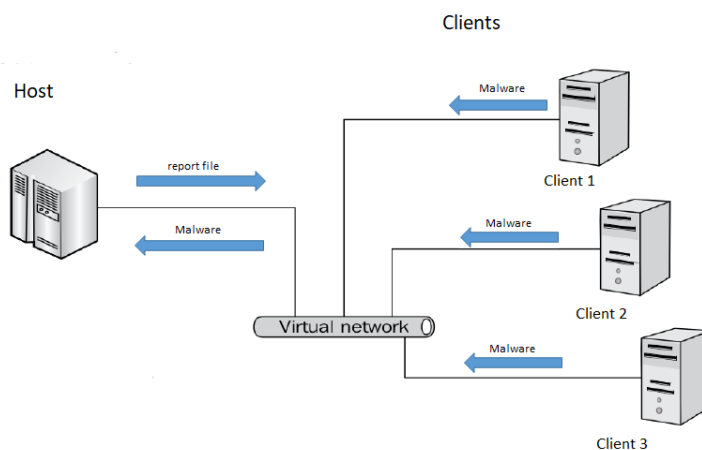 Clients
Host
Malware
Client 1
report file
Malware
Malware
Client 2
Virtual network
Malware
Client 3